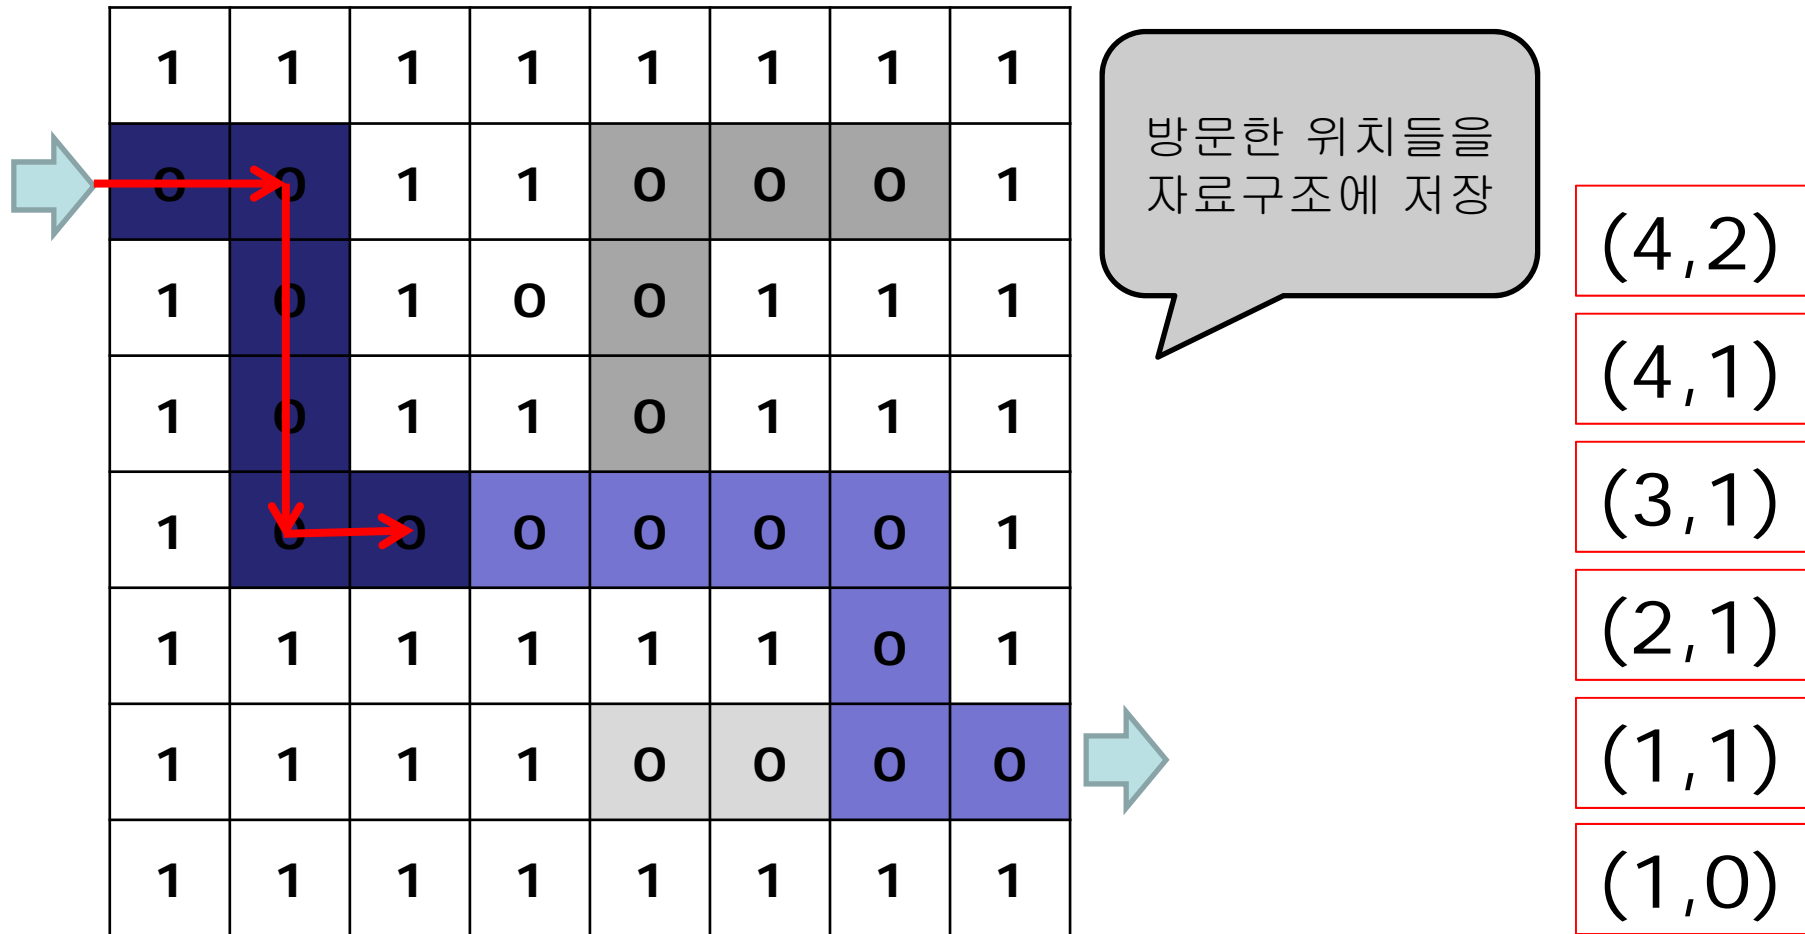 1 1 1 1 1 1 1 1
0 0 1 1 0 0 0 1
1 0 1 0 0 1 1 1
1 0 1 1 0 1 1 1
1 0 0 0 0 0 0 1
1 1 1 1 1 1 0 1
1 1 1 1 0 0 0 0
1 1 1 1 1 1 1 1
방문한 위치들을
자료구조에 저장
(4,2)
(4,1)
(3,1)
(2,1)
(1,1)
(1,0)